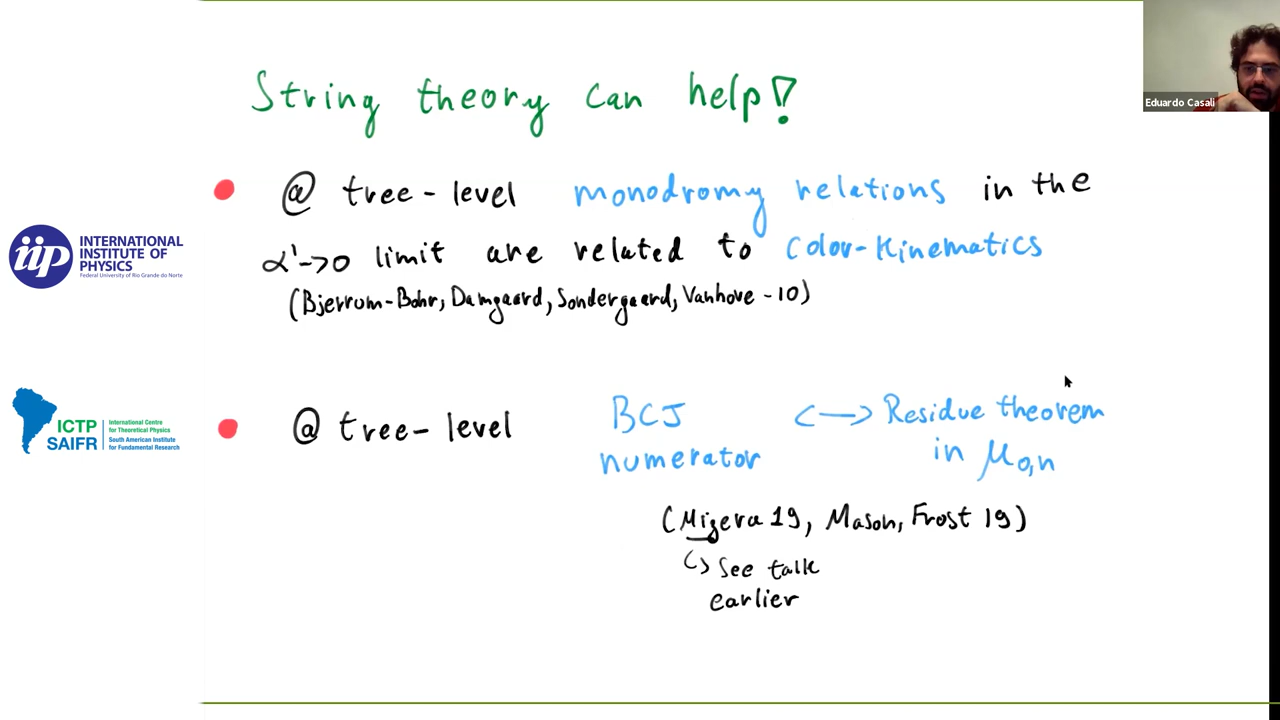 String theory can help!
Eduardo Casali
@ tree-level monodromy relations in the
α'->0 limit are related to Color-Kinematics
(Bjerrum-Bohr, Damgaard, Sondergaard, Vanhove - 10)
iip INTERNATIONAL
INSTITUTE OF
PHYSICS
Federal University of Rio Grande do Norte
@ tree-level BCJ <-> Residue theorem
numerator in μ0,n
(Mizera 19, Mason, Frost 19)
↳ See talk
earlier
ICTP
SAIFR
International Centre
for Theoretical Physics
South American Institute
for Fundamental Research